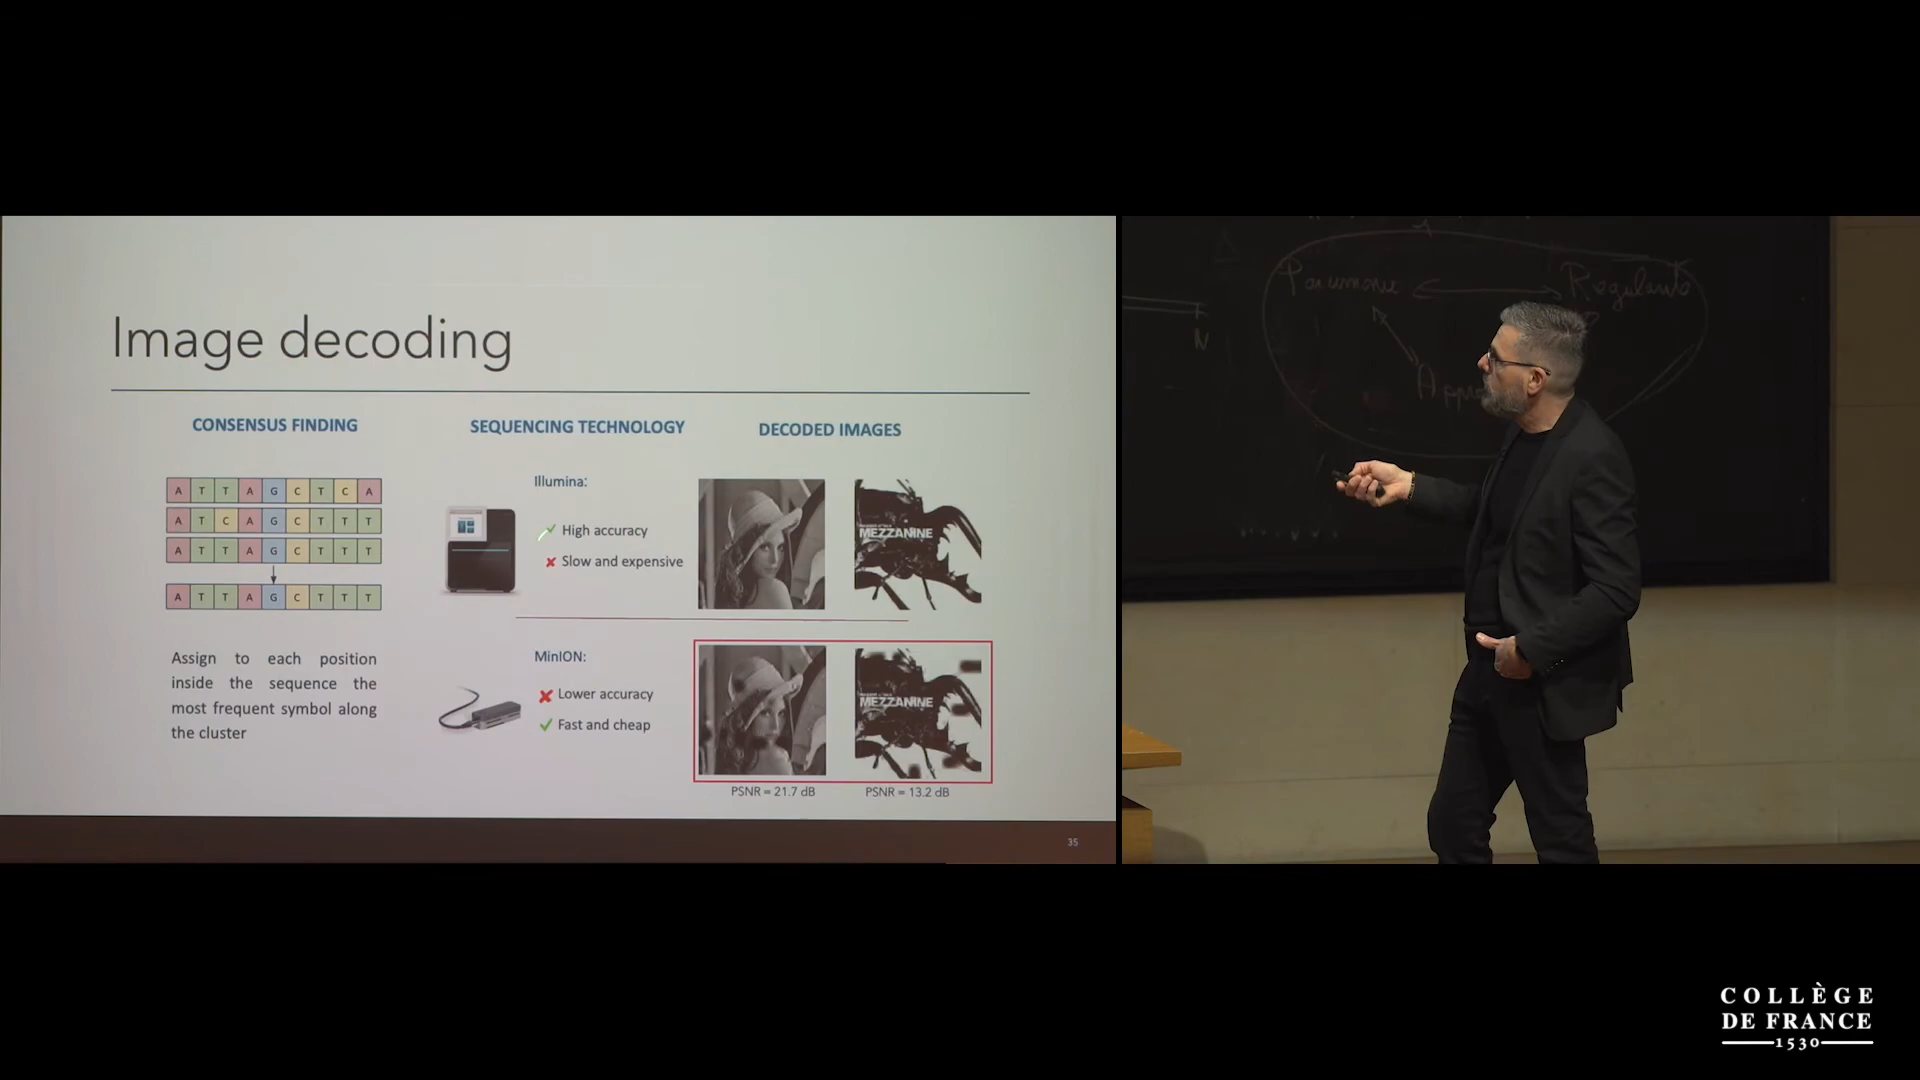 Image decoding
CONSENSUS FINDING
A T T A G C T C A
A T C A G C T T T
A T T A G C T T T
A T T A G C T T T
Assign to each position
inside the sequence the
most frequent symbol along
the cluster
SEQUENCING TECHNOLOGY
Illumina:
High accuracy
Slow and expensive
MinION:
Lower accuracy
Fast and cheap
DECODED IMAGES
MEZZANINE
MEZZANINE
PSNR = 21.7 dB
PSNR = 13.2 dB
35
Parcimonie
Regularité
N
COLLÈGE
DE FRANCE
1530